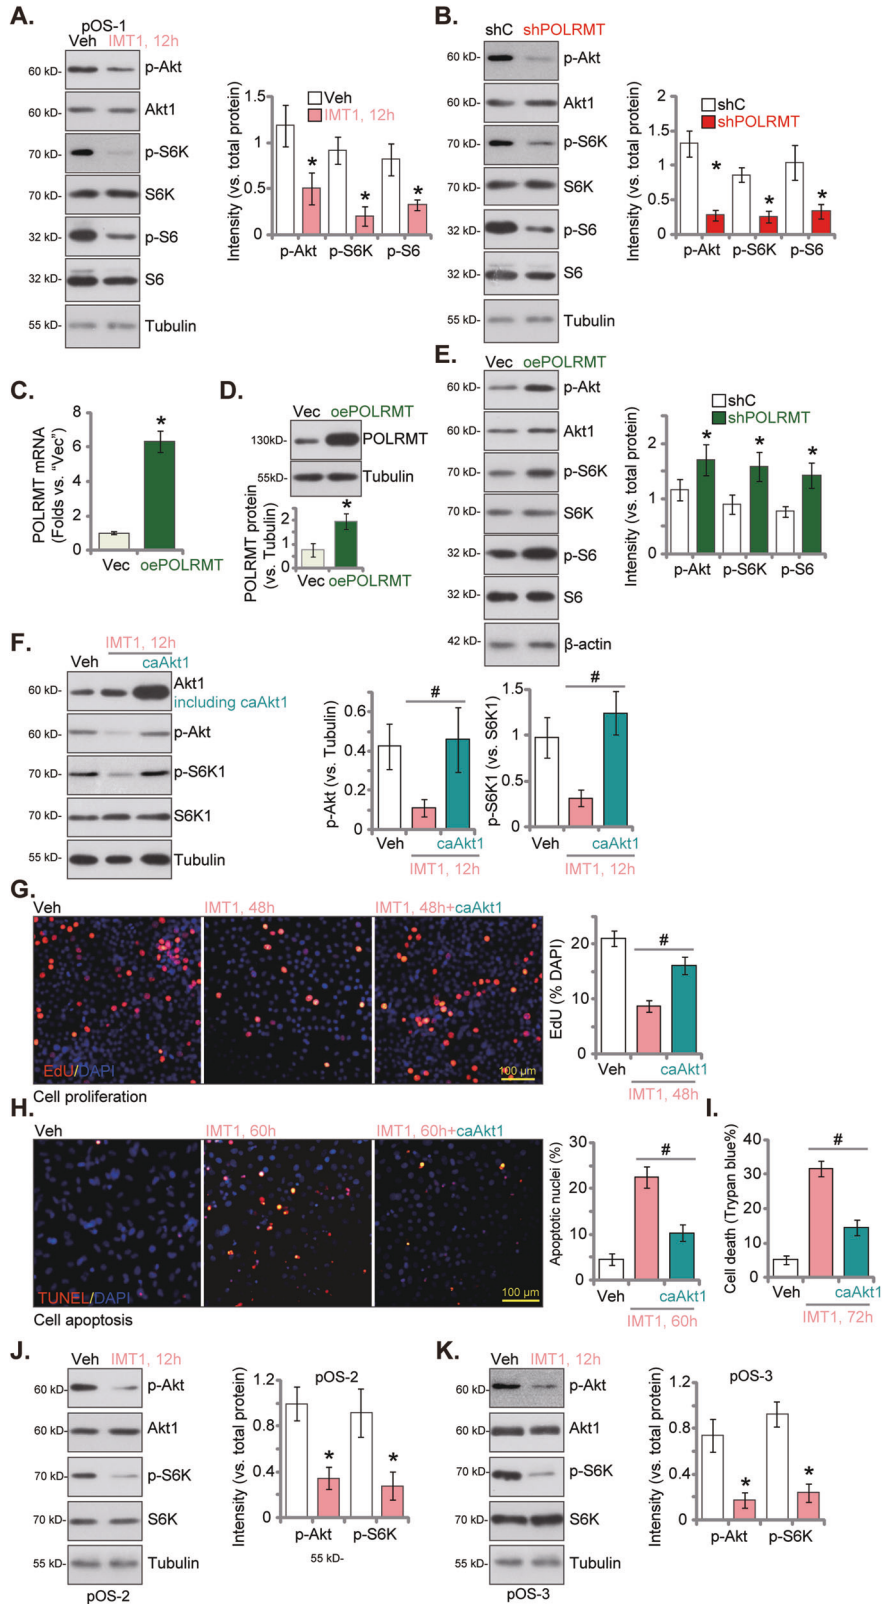 A.
pOS-1
Veh IMT1, 12h
60 kD- p-Akt
60 kD- Akt1
70 kD- p-S6K
70 kD- S6K
32 kD- p-S6
32 kD- S6
55 kD- Tubulin
Intensity (vs. total protein)
1.5
1
0.5
0
Veh
IMT1, 12h
* * *
p-Akt p-S6K p-S6
B.
shC shPOLRMT
60 kD- p-Akt
60 kD- Akt1
70 kD- p-S6K
70 kD- S6K
32 kD- p-S6
32 kD- S6
55 kD- Tubulin
Intensity (vs. total protein)
2
1.5
1
0.5
0
shC
shPOLRMT
* * *
p-Akt p-S6K p-S6
C.
POLRMT mRNA
(Folds vs. “Vec”)
8
6
4
2
0
*
Vec oePOLRMT
D.
Vec oePOLRMT
130kD- POLRMT
55kD- Tubulin
POLRMT protein
(vs. Tubulin)
2
1
0
*
Vec oePOLRMT
E.
Vec oePOLRMT
60 kD- p-Akt
60 kD- Akt1
70 kD- p-S6K
70 kD- S6K
32 kD- p-S6
32 kD- S6
42 kD- β-actin
Intensity (vs. total protein)
2
1
0
shC
shPOLRMT
* * *
p-Akt p-S6K p-S6
F.
IMT1, 12h
Veh caAkt1
60 kD- Akt1
including caAkt1
p-Akt
60 kD-
70 kD- p-S6K1
70 kD- S6K1
55 kD- Tubulin
p-Akt (vs. Tubulin)
0.6
0.4
0.2
0
#
Veh caAkt1
IMT1, 12h
p-S6K1 (vs. S6K1)
1.5
1
0.5
0
#
Veh caAkt1
IMT1, 12h
G.
Veh IMT1, 48h IMT1, 48h+caAkt1
EdU/DAPI
100 µm
Cell proliferation
EdU (% DAPI)
20
10
0
#
Veh caAkt1
IMT1, 48h
H.
Veh IMT1, 60h IMT1, 60h+caAkt1
TUNEL/DAPI
100 µm
Cell apoptosis
Apoptotic nuclei (%)
30
20
10
0
#
Veh caAkt1
IMT1, 60h
I.
Cell death (Trypan blue%)
40
30
20
10
0
#
Veh caAkt1
IMT1, 72h
J.
Veh IMT1, 12h
60 kD- p-Akt
60 kD- Akt1
70 kD- p-S6K
70 kD- S6K
55 kD- Tubulin
pOS-2
Intensity (vs. total protein)
1.2
0.8
0.4
0
pOS-2
* *
p-Akt p-S6K
55 kD-
K.
Veh IMT1, 12h
60 kD- p-Akt
60 kD- Akt1
70 kD- p-S6K
70 kD- S6K
55 kD- Tubulin
pOS-3
Intensity (vs. total protein)
1.2
0.8
0.4
0
pOS-3
* *
p-Akt p-S6K